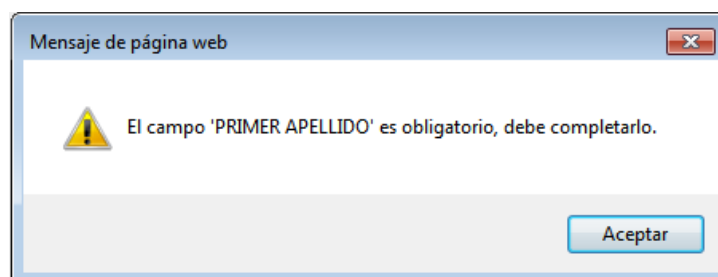 Mensaje de página web
El campo 'PRIMER APELLIDO' es obligatorio, debe completarlo.
Aceptar